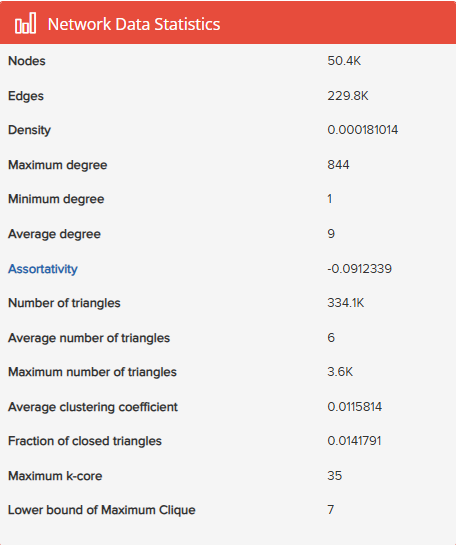 Network Data Statistics
Nodes 50.4K
Edges 229.8K
Density 0.000181014
Maximum degree 844
Minimum degree 1
Average degree 9
Assortativity -0.0912339
Number of triangles 334.1K
Average number of triangles 6
Maximum number of triangles 3.6K
Average clustering coefficient 0.0115814
Fraction of closed triangles 0.0141791
Maximum k-core 35
Lower bound of Maximum Clique 7